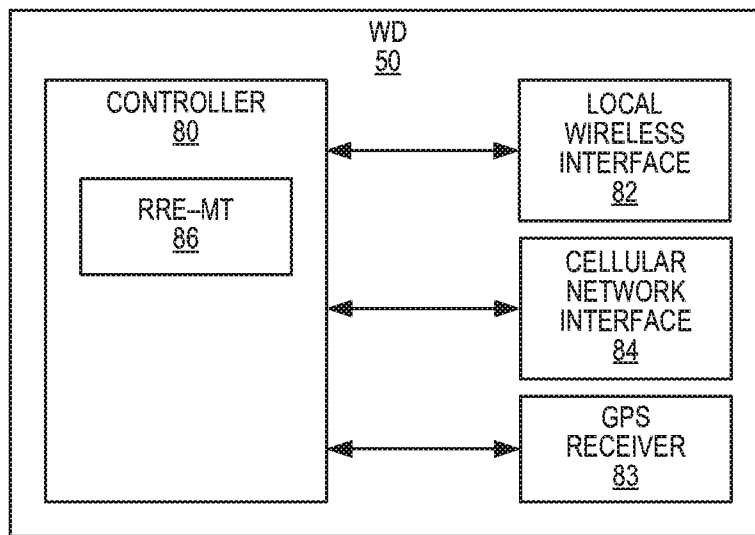 WD
50
CONTROLLER
80
RRE–MT
86
LOCAL
WIRELESS
INTERFACE
82
CELLULAR
NETWORK
INTERFACE
84
GPS
RECEIVER
83